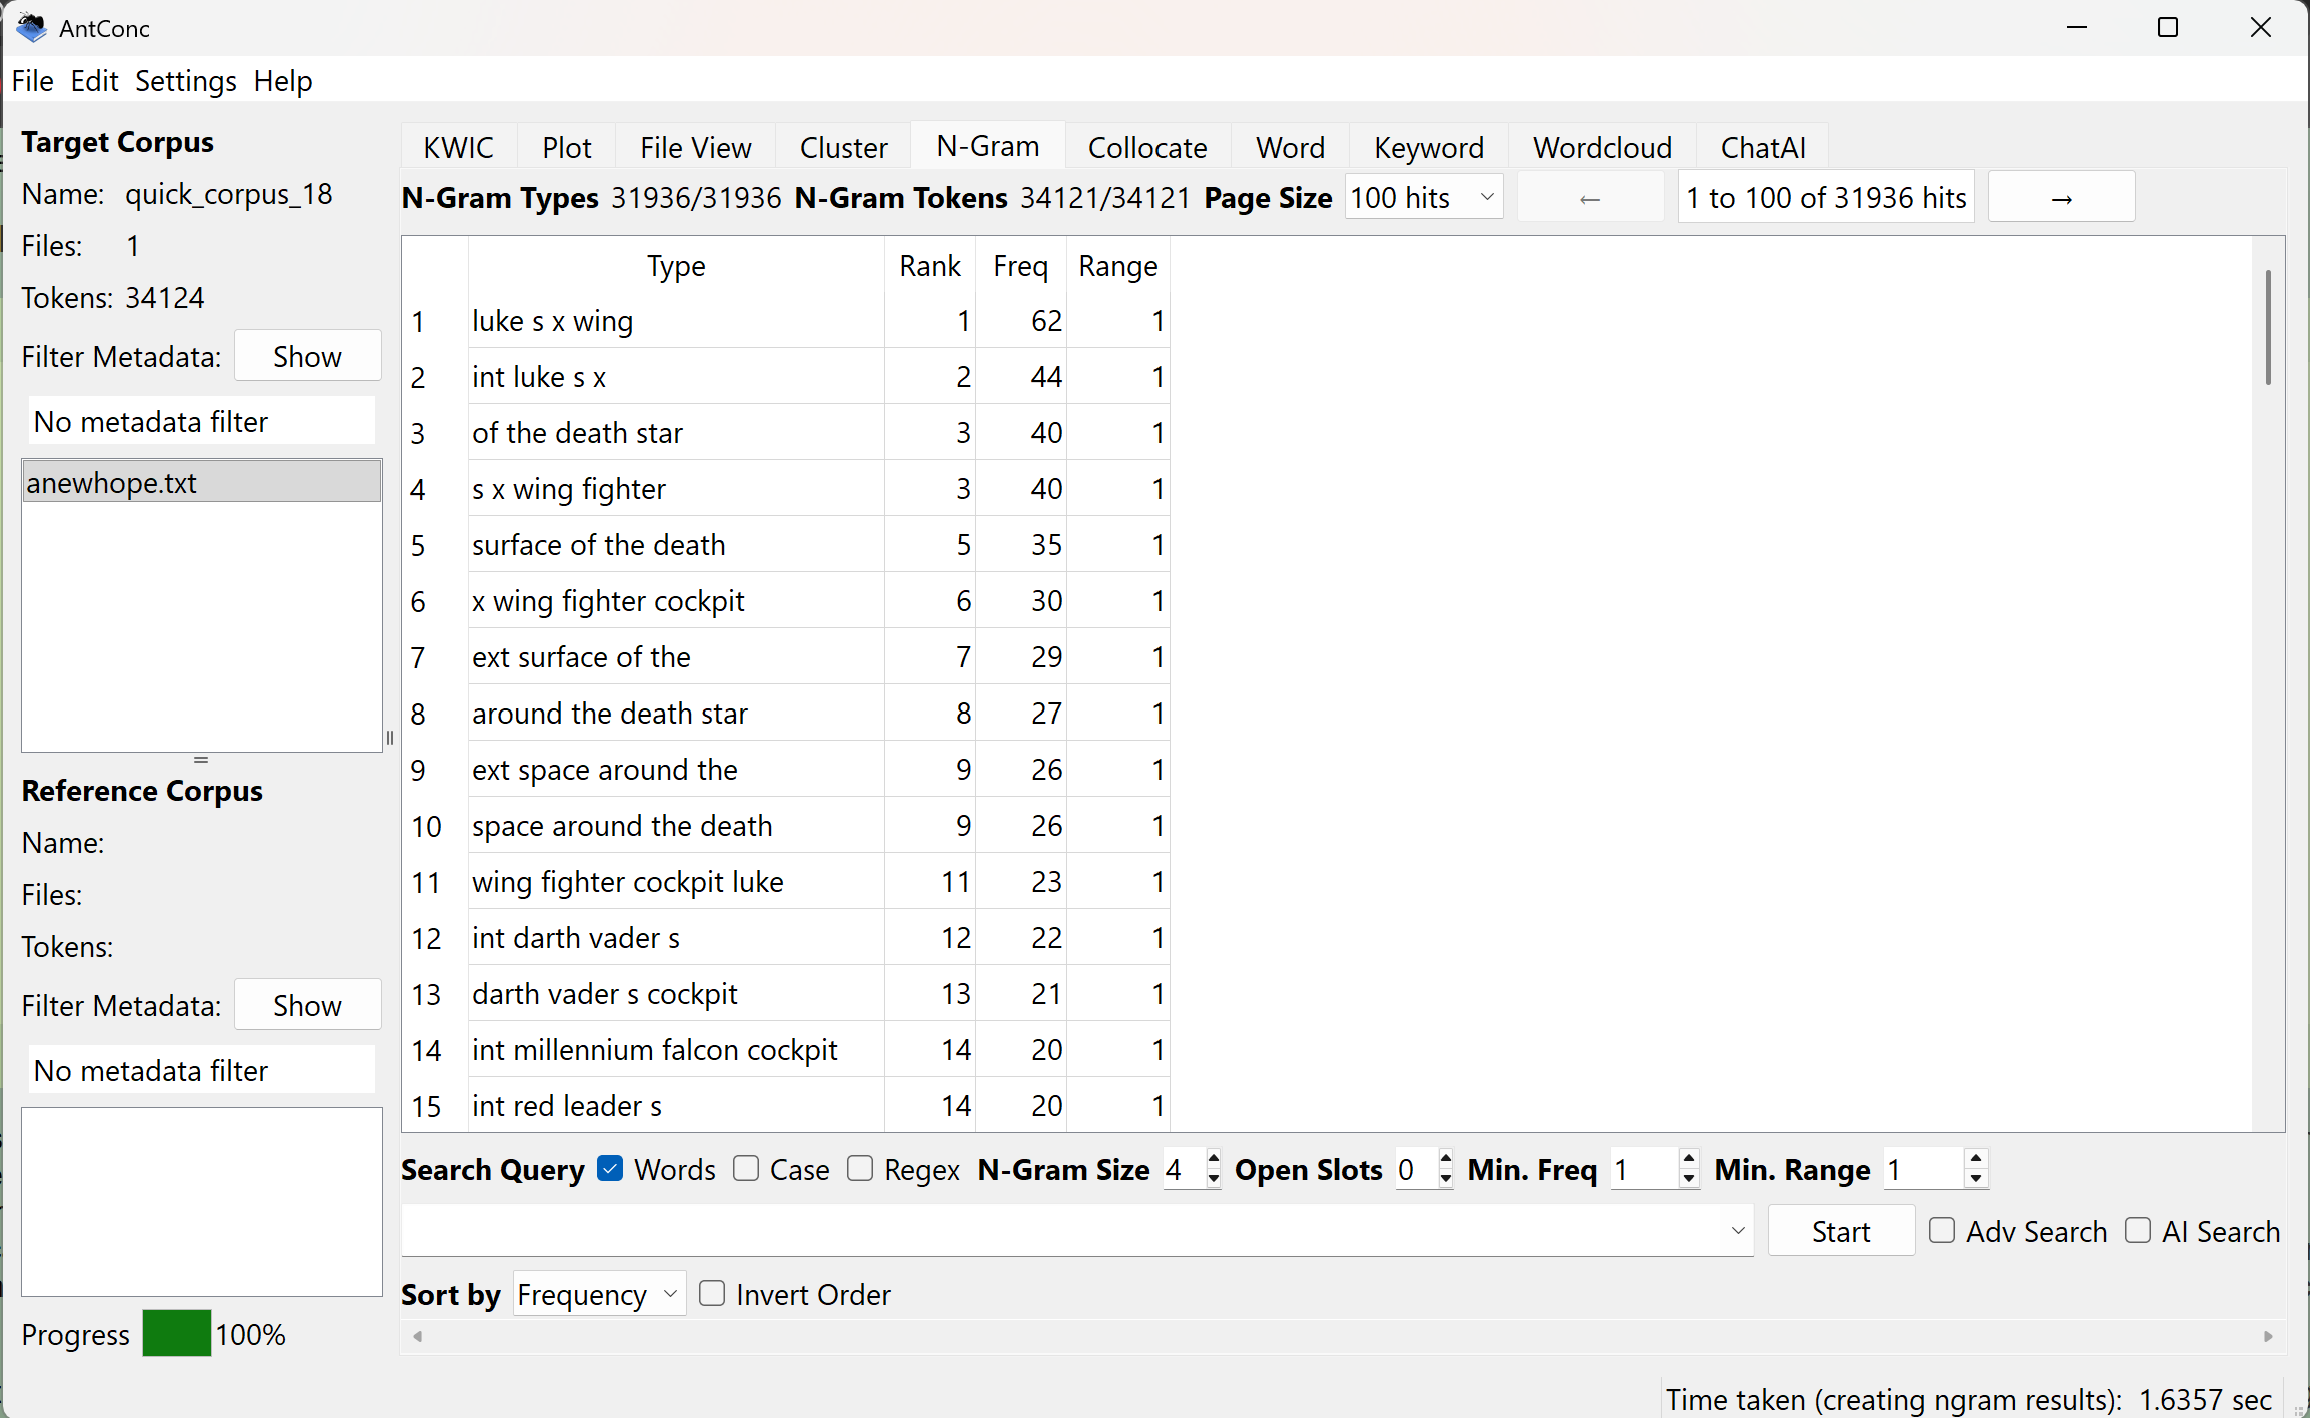 AntConc
File Edit Settings Help
Target Corpus
Name: quick_corpus_18
Files: 1
Tokens: 34124
Filter Metadata: Show
No metadata filter
anewhope.txt
Reference Corpus
Name:
Files:
Tokens:
Filter Metadata: Show
No metadata filter
Progress 100%
KWIC Plot File View Cluster N-Gram Collocate Word Keyword Wordcloud ChatAI
N-Gram Types 31936/31936 N-Gram Tokens 34121/34121 Page Size 100 hits ← 1 to 100 of 31936 hits →
Type Rank Freq Range
1 luke s x wing 1 62 1
2 int luke s x 2 44 1
3 of the death star 3 40 1
4 s x wing fighter 3 40 1
5 surface of the death 5 35 1
6 x wing fighter cockpit 6 30 1
7 ext surface of the 7 29 1
8 around the death star 8 27 1
9 ext space around the 9 26 1
10 space around the death 9 26 1
11 wing fighter cockpit luke 11 23 1
12 int darth vader s 12 22 1
13 darth vader s cockpit 13 21 1
14 int millennium falcon cockpit 14 20 1
15 int red leader s 14 20 1
Search Query Words Case Regex N-Gram Size 4 Open Slots 0 Min. Freq 1 Min. Range 1
Start Adv Search AI Search
Sort by Frequency Invert Order
Time taken (creating ngram results): 1.6357 sec